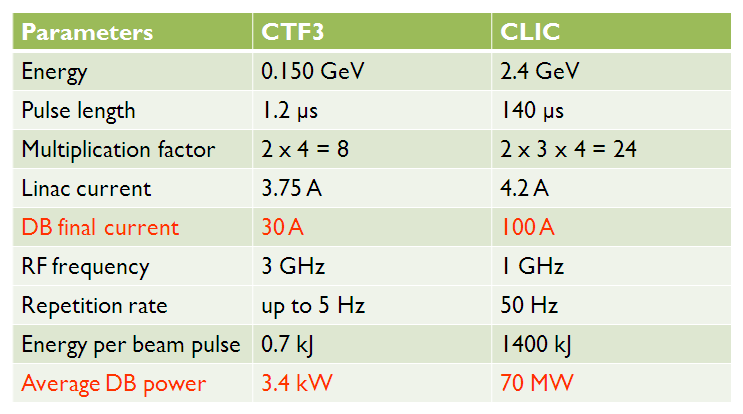 Parameters CTF3 CLIC
Energy 0.150 GeV 2.4 GeV
Pulse length 1.2 µs 140 µs
Multiplication factor 2 x 4 = 8 2 x 3 x 4 = 24
Linac current 3.75 A 4.2 A
DB final current 30 A 100 A
RF frequency 3 GHz 1 GHz
Repetition rate up to 5 Hz 50 Hz
Energy per beam pulse 0.7 kJ 1400 kJ
Average DB power 3.4 kW 70 MW